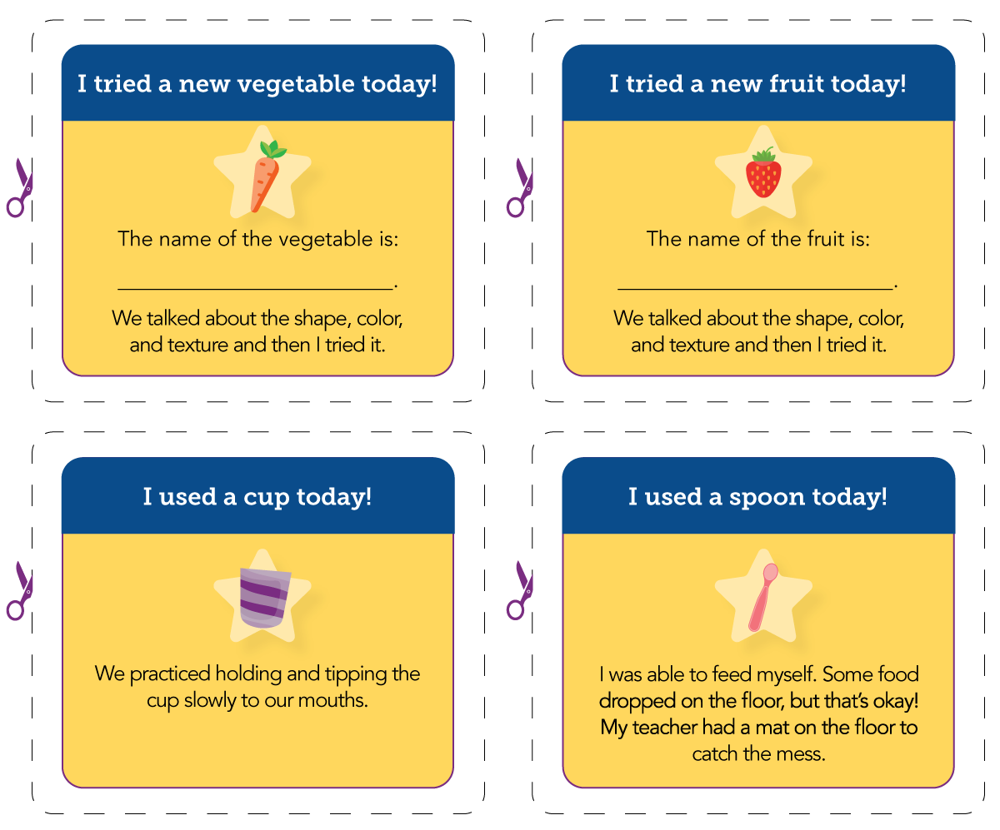 I tried a new vegetable today!
The name of the vegetable is:
______________________.
We talked about the shape, color,
and texture and then I tried it.
I tried a new fruit today!
The name of the fruit is:
______________________.
We talked about the shape, color,
and texture and then I tried it.
I used a cup today!
We practiced holding and tipping the
cup slowly to our mouths.
I used a spoon today!
I was able to feed myself. Some food
dropped on the floor, but that’s okay!
My teacher had a mat on the floor to
catch the mess.